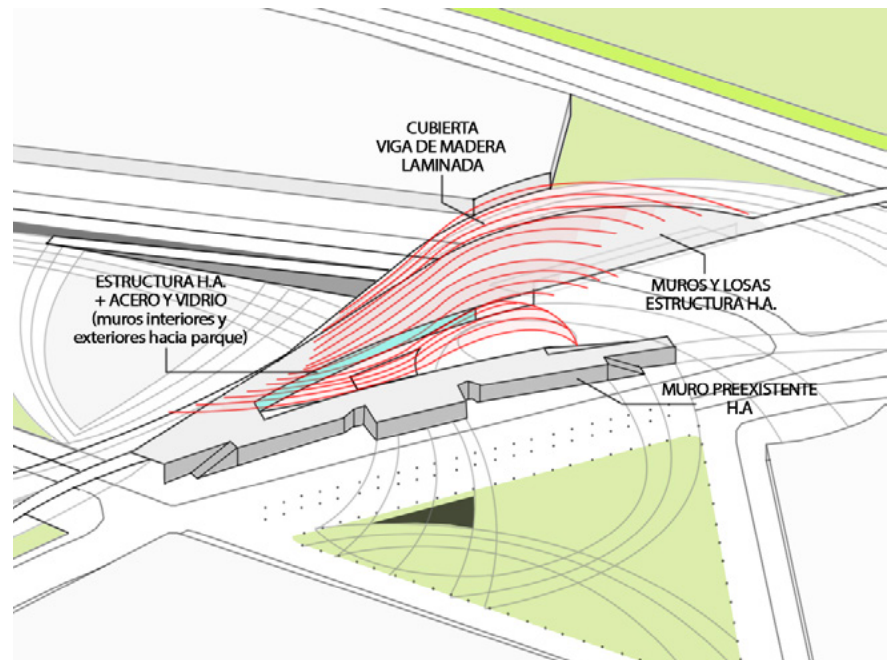 CUBIERTA
VIGA DE MADERA
LAMINADA
ESTRUCTURA H.A.
+ ACERO Y VIDRIO
(muros interiores y
exteriores hacia parque)
MUROS Y LOSAS
ESTRUCTURA H.A.
MURO PREEXISTENTE
H.A